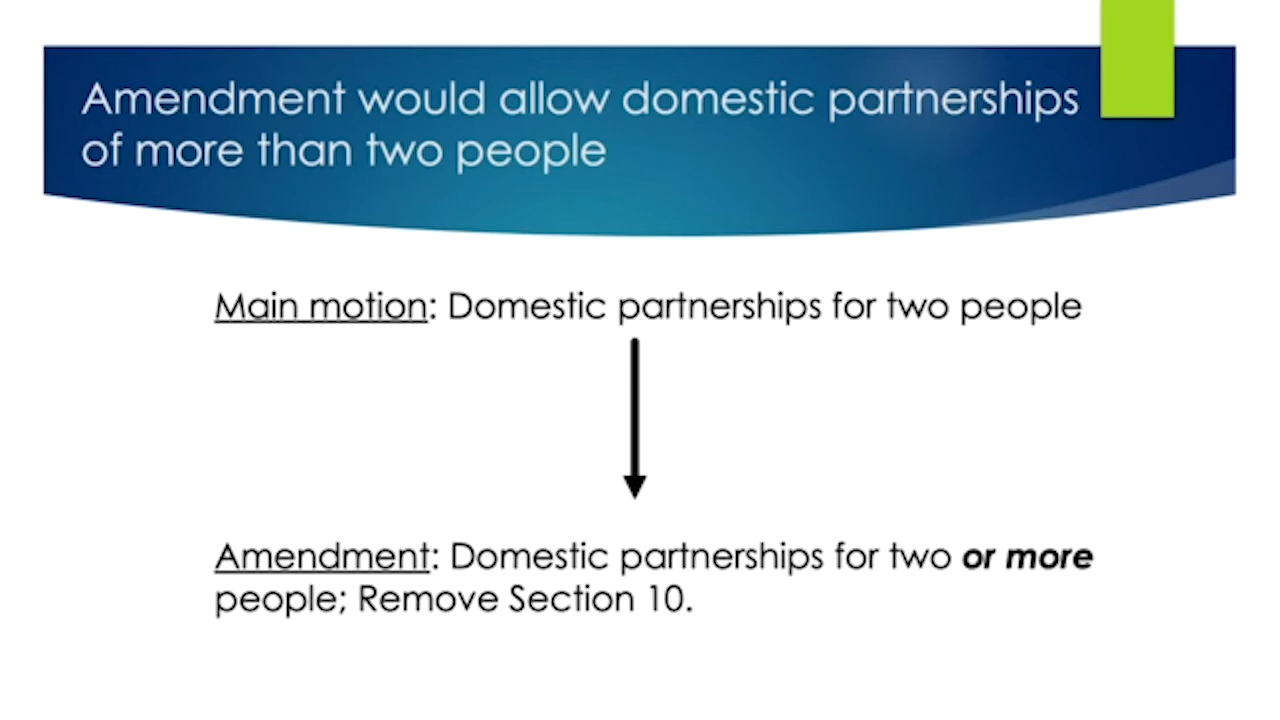 Amendment would allow domestic partnerships
of more than two people
Main motion: Domestic partnerships for two people
Amendment: Domestic partnerships for two or more
people; Remove Section 10.